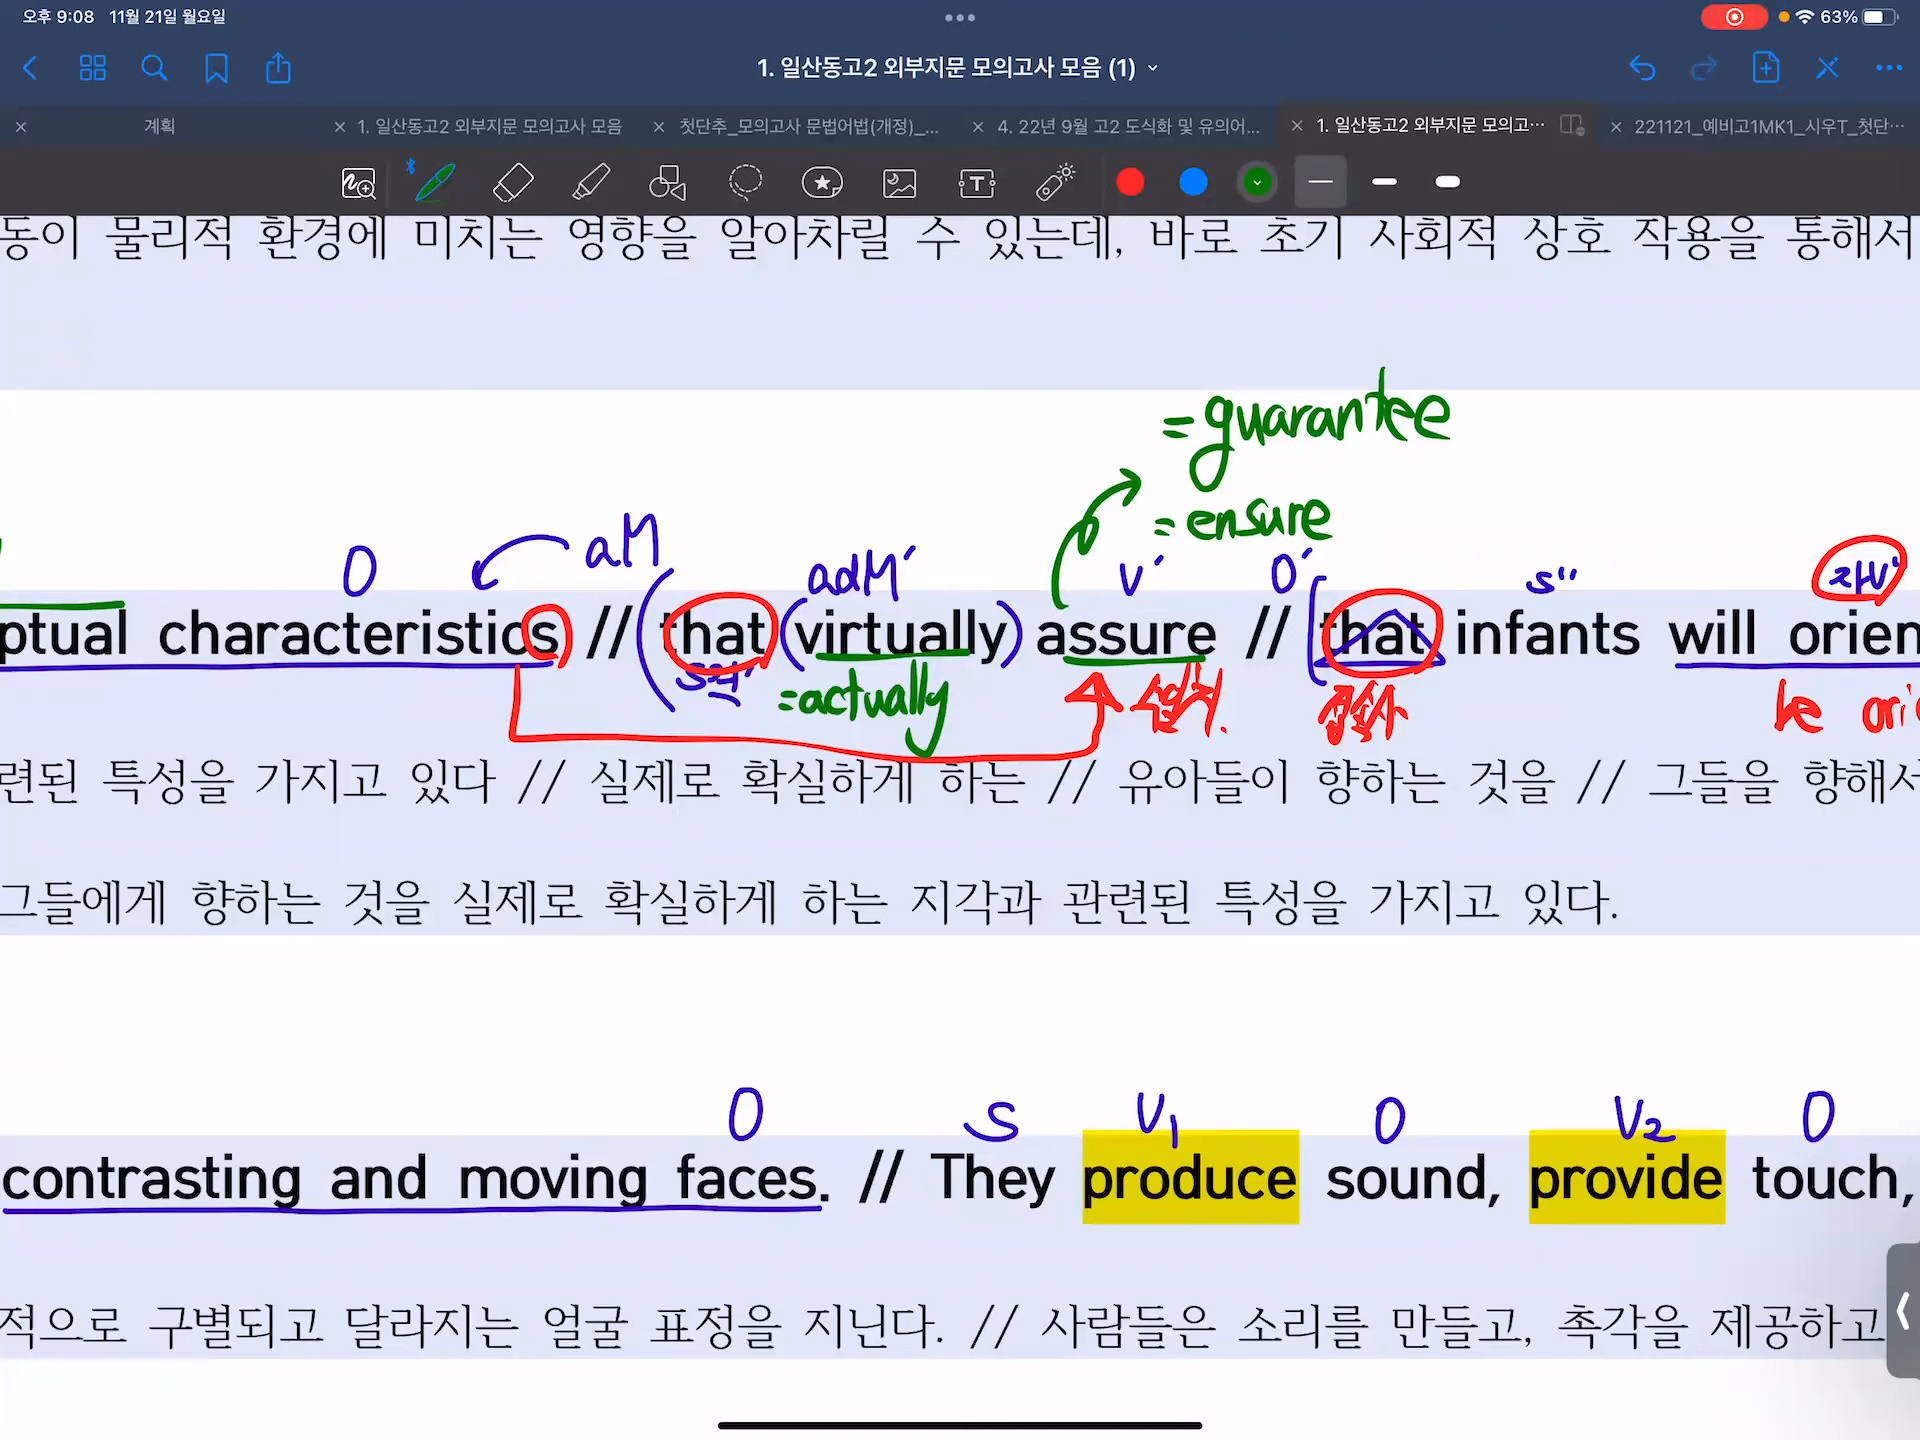 오후 9:08 11월 21일 월요일
63%
1. 일산동고2 외부지문 모의고사 모음 (1)
계획
1. 일산동고2 외부지문 모의고사 모음
첫단추_모의고사 문법어법(개정)_...
4. 22년 9월 고2 도식화 및 유의어...
1. 일산동고2 외부지문 모의고...
221121_예비고1MK1_시우T_첫단...
동이 물리적 환경에 미치는 영향을 알아차릴 수 있는데, 바로 초기 사회적 상호 작용을 통해서
= guarantee
= ensure
O aM adM' V' O' S''
ptual characteristics // (that (virtually) assure // [that infants will orien
= actually 수일치. 접속사 be ori
련된 특성을 가지고 있다 // 실제로 확실하게 하는 // 유아들이 향하는 것을 // 그들을 향해서
그들에게 향하는 것을 실제로 확실하게 하는 지각과 관련된 특성을 가지고 있다.
O S V1 O V2 O
contrasting and moving faces. // They produce sound, provide touch,
적으로 구별되고 달라지는 얼굴 표정을 지닌다. // 사람들은 소리를 만들고, 촉각을 제공하고